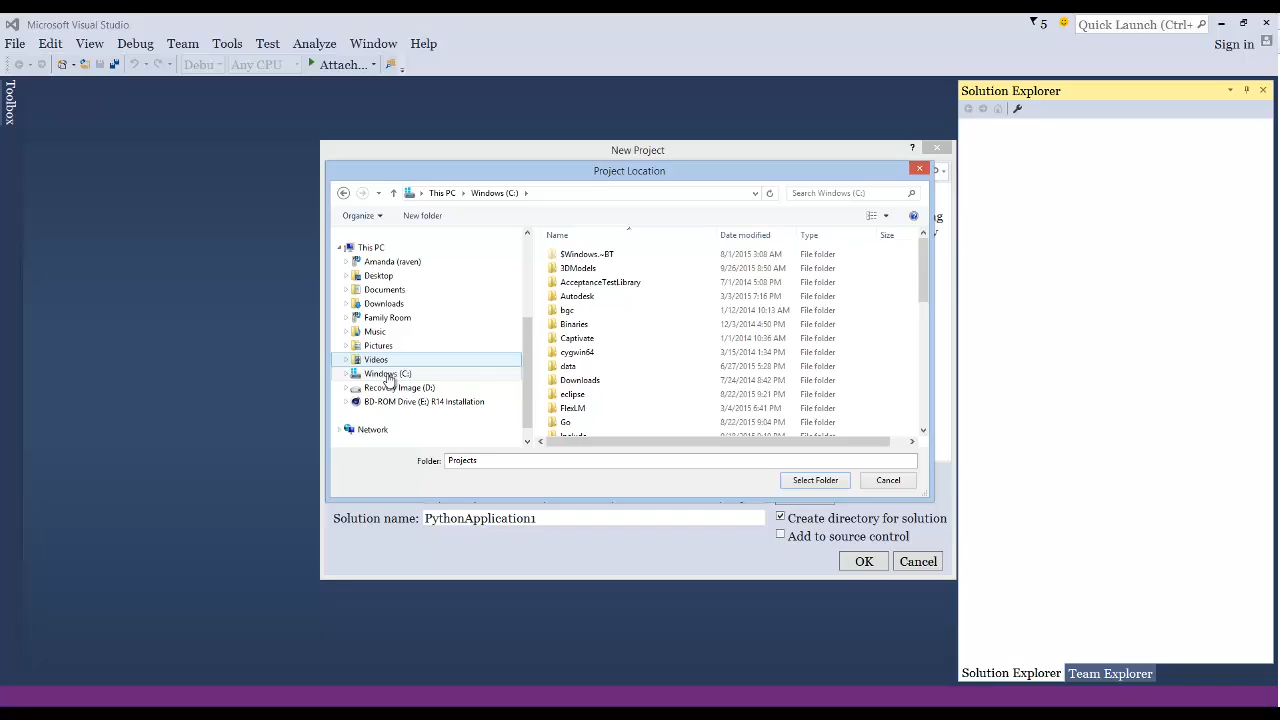 Microsoft Visual Studio
5
Quick Launch (Ctrl+
File Edit View Debug Team Tools Test Analyze Window Help
Sign in
Debu Any CPU Attach...
Toolbox
Solution Explorer
New Project
Project Location
This PC Windows (C:)
Search Windows (C:)
Organize New folder
Name Date modified Type Size
This PC
Amanda (raven)
Desktop
Documents
Downloads
Family Room
Music
Pictures
Videos
Windows (C:)
Recovery Image (D:)
BD-ROM Drive (E:) R14 Installation
Network
$Windows.~BT 8/1/2015 3:08 AM File folder
3DModels 9/26/2015 8:50 AM File folder
AcceptanceTestLibrary 7/1/2014 5:08 PM File folder
Autodesk 3/3/2015 7:16 PM File folder
bgc 1/12/2014 10:13 AM File folder
Binaries 12/3/2014 4:50 PM File folder
Captivate 1/1/2014 10:36 AM File folder
cygwin64 3/15/2014 1:34 PM File folder
data 6/27/2015 5:28 PM File folder
Downloads 7/24/2014 8:42 PM File folder
eclipse 8/22/2015 9:21 PM File folder
FlexLM 3/4/2015 6:41 PM File folder
Go 8/22/2015 9:04 PM File folder
Folder: Projects
Select Folder Cancel
Solution name: PythonApplication1
Create directory for solution
Add to source control
OK Cancel
Solution Explorer Team Explorer